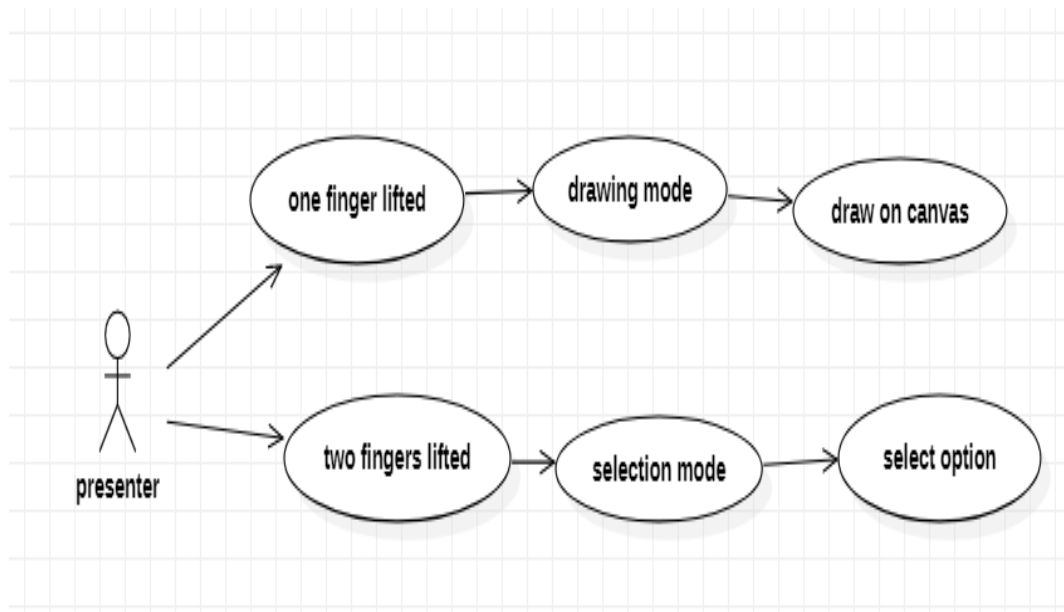 one finger lifted
drawing mode
draw on canvas
presenter
two fingers lifted
selection mode
select option